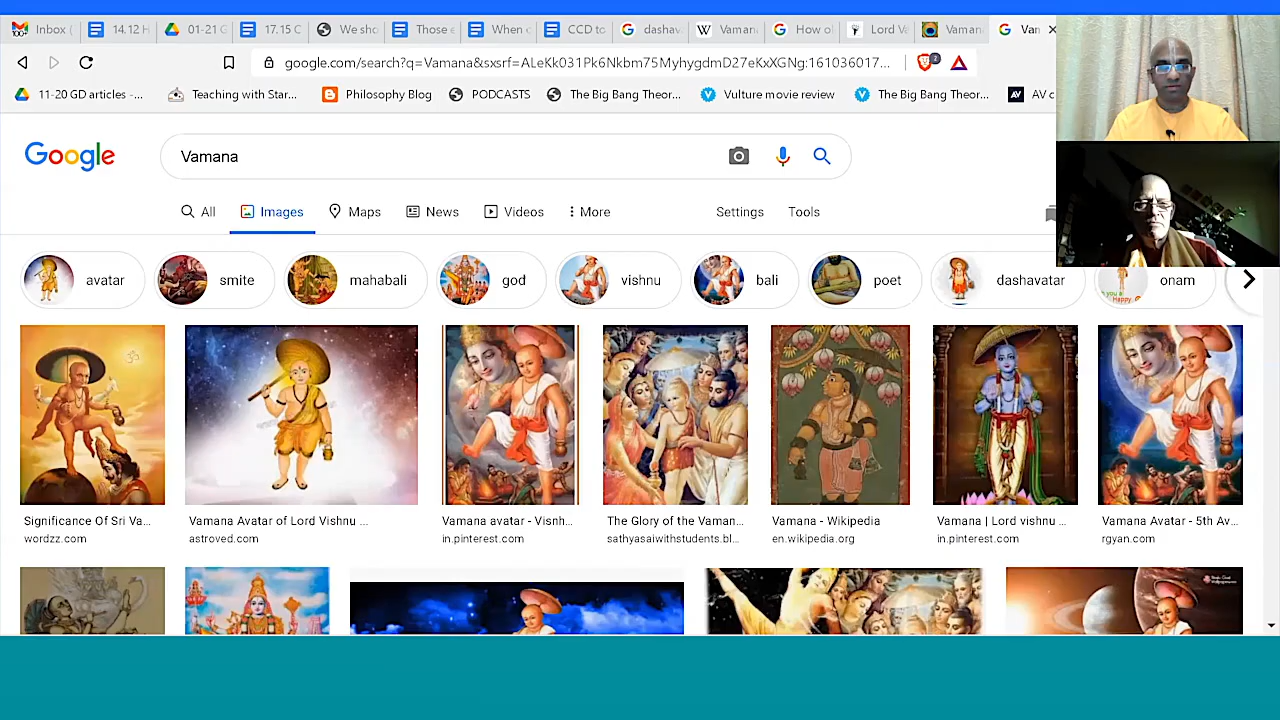 Inbox (
14.12 H
01-21 G
17.15 C
We sho
Those e
When c
CCD to
dashav
Vaman
How ol
Lord Va
Vaman
Van
google.com/search?q=Vamana&sxsrf=ALeKk031Pk6Nkbm75MyhygdmD27eKxXGNg:161036017...
2
11-20 GD articles -...
Teaching with Star...
Philosophy Blog
PODCASTS
The Big Bang Theor...
Vulture movie review
The Big Bang Theor...
AV c
Google
Vamana
All
Images
Maps
News
Videos
More
Settings
Tools
avatar
smite
mahabali
god
vishnu
bali
poet
dashavatar
onam
Significance Of Sri Va...
wordzz.com
Vamana Avatar of Lord Vishnu ...
astroved.com
Vamana avatar - Visnh...
in.pinterest.com
The Glory of the Vaman...
sathyasaiwithstudents.bl...
Vamana - Wikipedia
en.wikipedia.org
Vamana | Lord vishnu ...
in.pinterest.com
Vamana Avatar - 5th Av...
rgyan.com